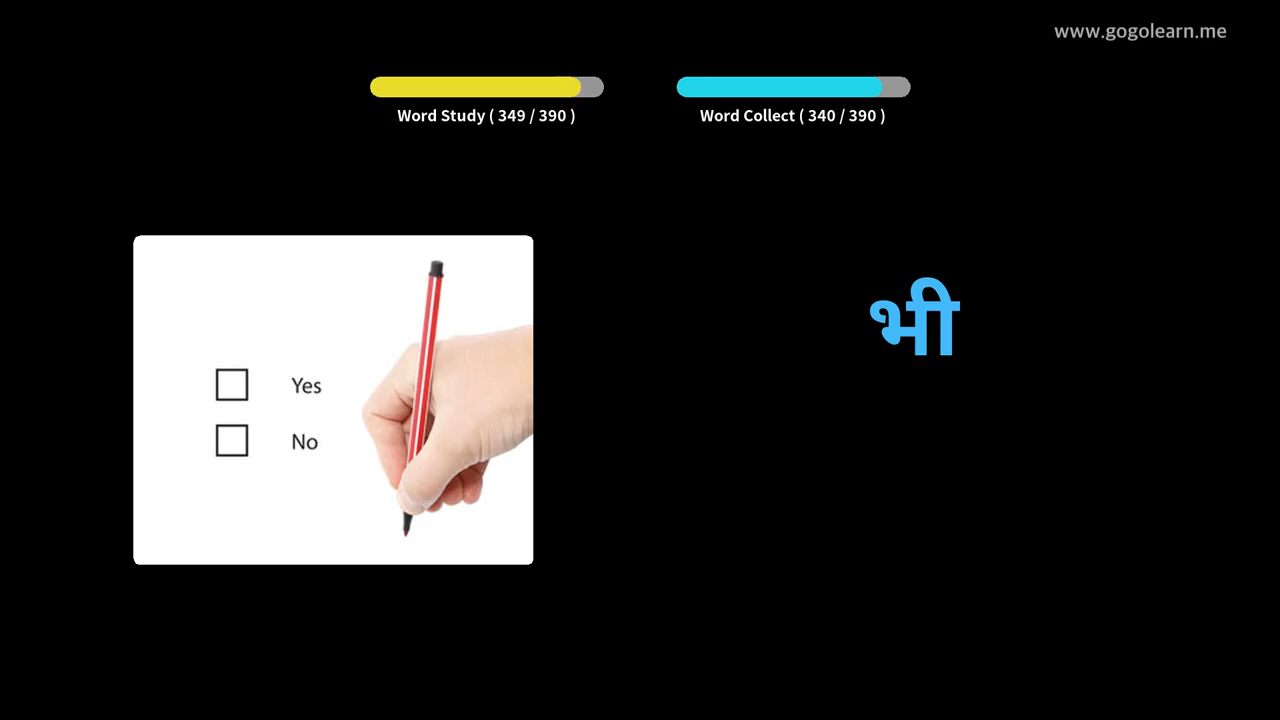 www.gogolearn.me
Word Study ( 349 / 390 )
Word Collect ( 340 / 390 )
भी
Yes
No